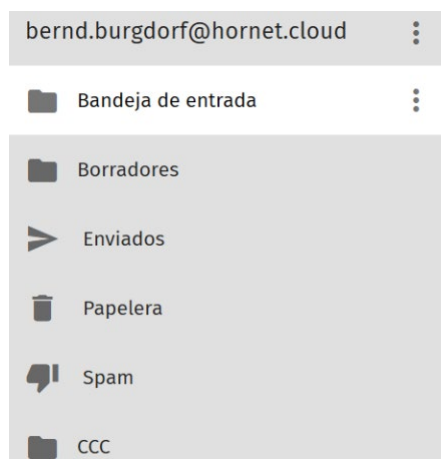 bernd.burgdorf@hornet.cloud
Bandeja de entrada
Borradores
Enviados
Papelera
Spam
CCC